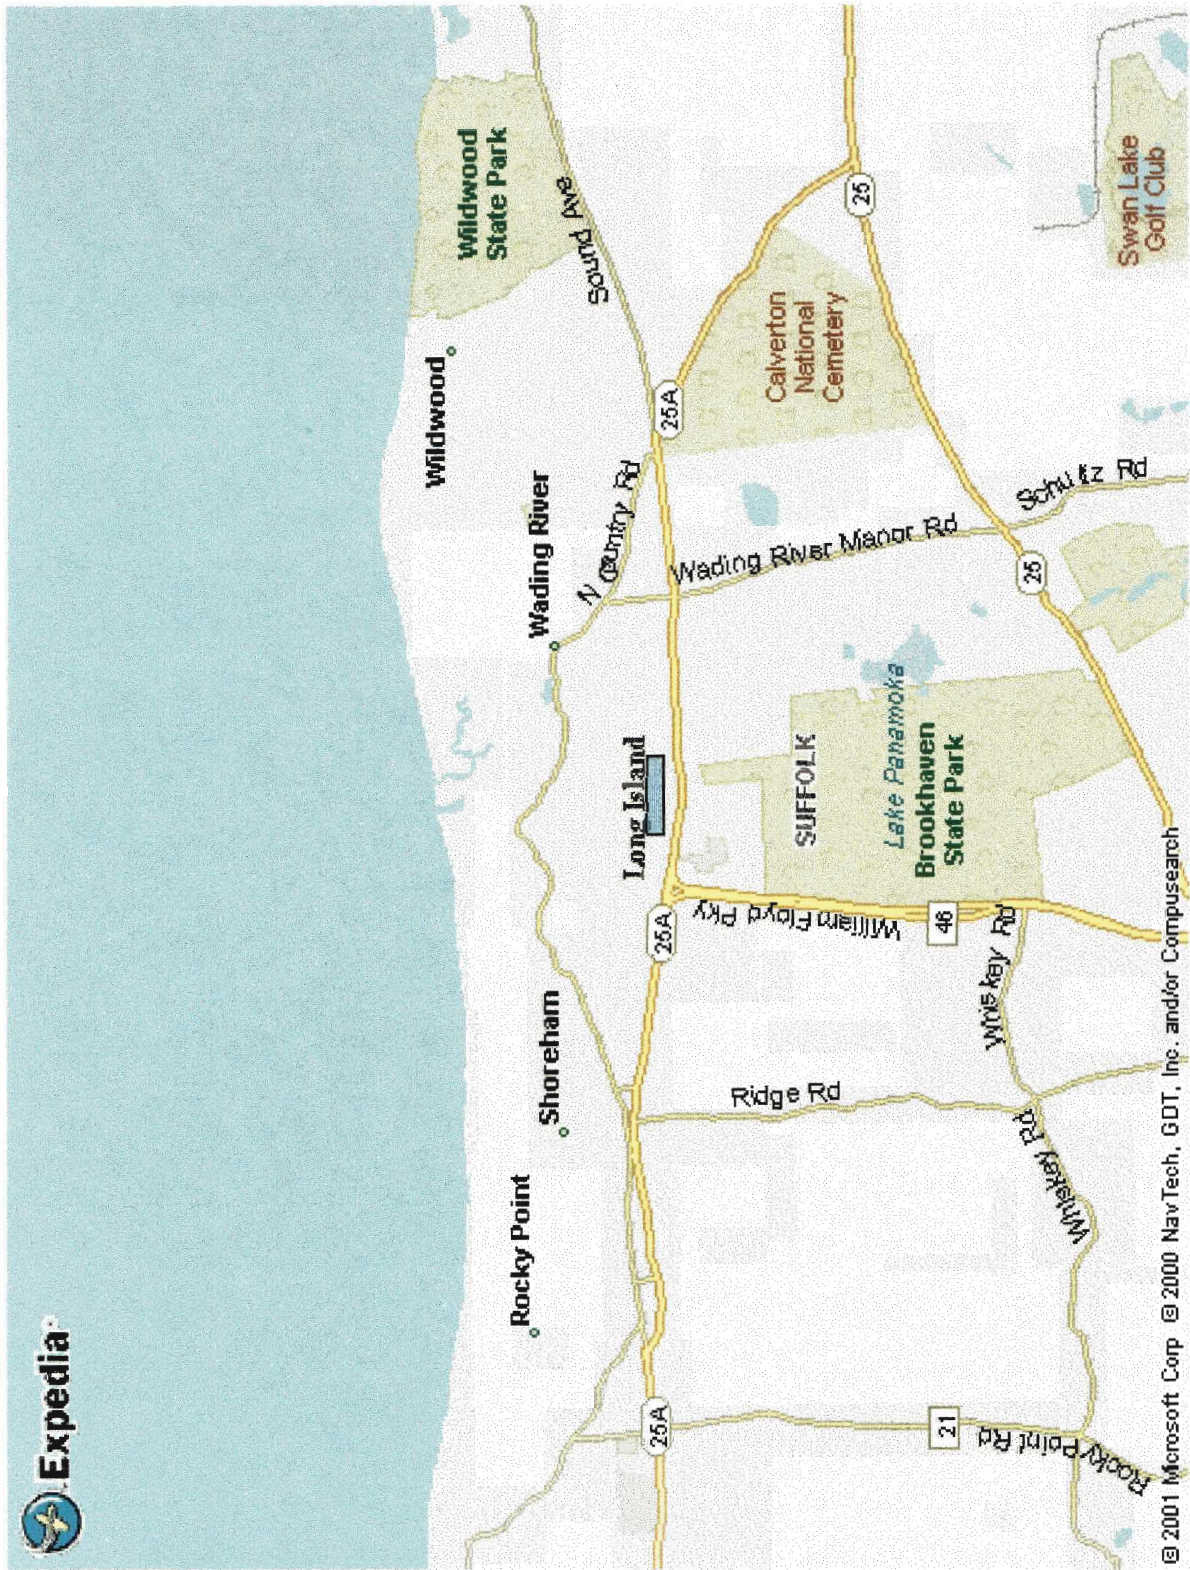 Expedia
Rocky Point
Shoreham
Wading River
Wildwood
Wildwood
State Park
Sound Ave
N Country Rd
25A
25A
25A
Long Island
Wading River Manor Rd
Calverton
National
Cemetery
25
25
Schultz Rd
Swan Lake
Golf Club
SUFFOLK
Lake Panamoka
Brookhaven
State Park
William Floyd Pky
46
Whiskey Rd
Ridge Rd
Whiskey Rd
21
Rocky Point Rd
© 2001 Microsoft Corp © 2000 NavTech, GDT, Inc. and/or Compusearch